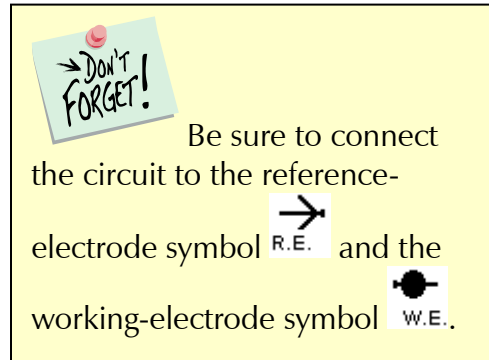 DON'T
FORGET!
Be sure to connect
the circuit to the reference-
electrode symbol R.E. and the
working-electrode symbol W.E..